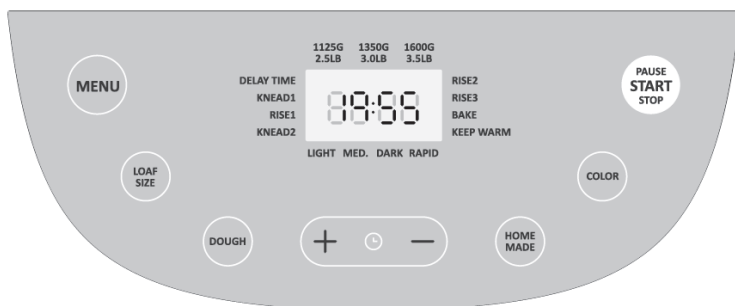 1125G 1350G 1600G
2.5LB 3.0LB 3.5LB
MENU
DELAY TIME
KNEAD1
RISE1
KNEAD2
19:55
RISE2
RISE3
BAKE
KEEP WARM
LIGHT MED. DARK RAPID
PAUSE
START
STOP
LOAF
SIZE
COLOR
DOUGH
+ −
HOME
MADE